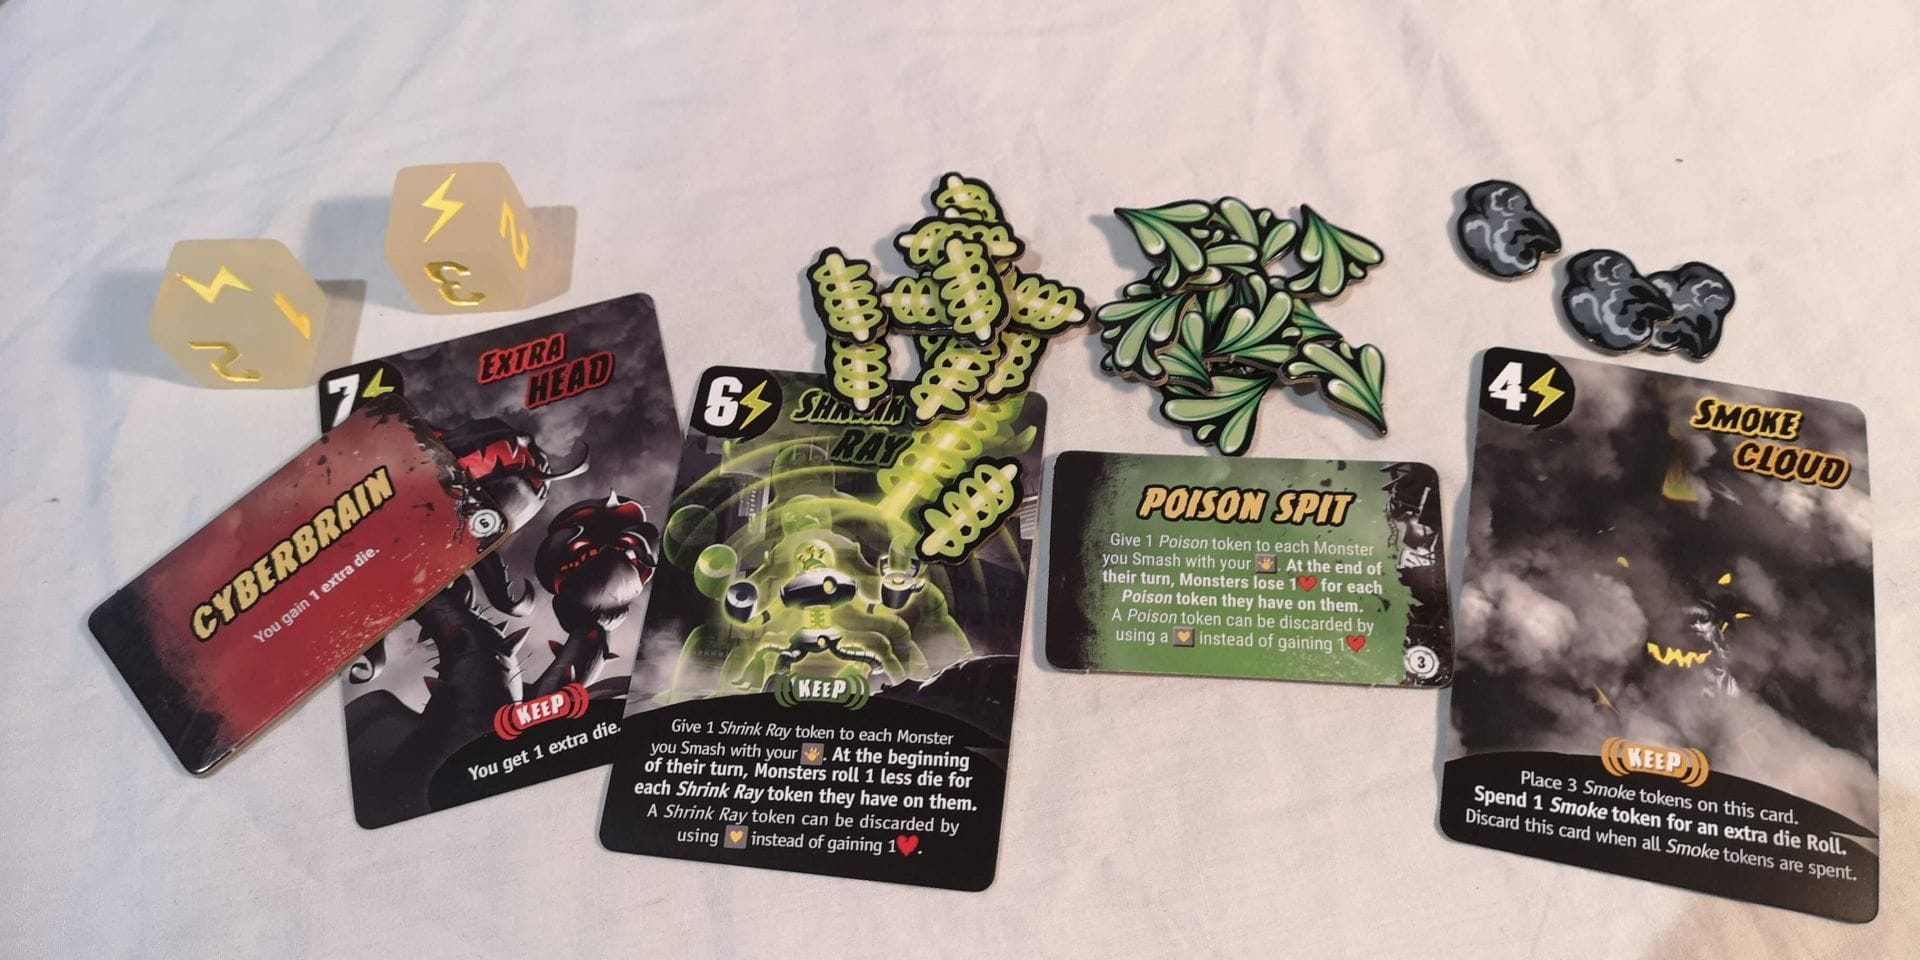 1
2
3
2
7
EXTRA
HEAD
KEEP
You get 1 extra die.
CYBERBRAIN
You gain 1 extra die.
6
6
SHRINK
RAY
KEEP
Give 1 Shrink Ray token to each Monster
you Smash with your . At the beginning
of their turn, Monsters roll 1 less die for
each Shrink Ray token they have on them.
A Shrink Ray token can be discarded by
using instead of gaining 1.
POISON SPIT
Give 1 Poison token to each Monster
you Smash with your . At the end of
their turn, Monsters lose 1 for each
Poison token they have on them.
A Poison token can be discarded by
using a instead of gaining 1.
3
4
SMOKE
CLOUD
KEEP
Place 3 Smoke tokens on this card.
Spend 1 Smoke token for an extra die Roll.
Discard this card when all Smoke tokens are spent.